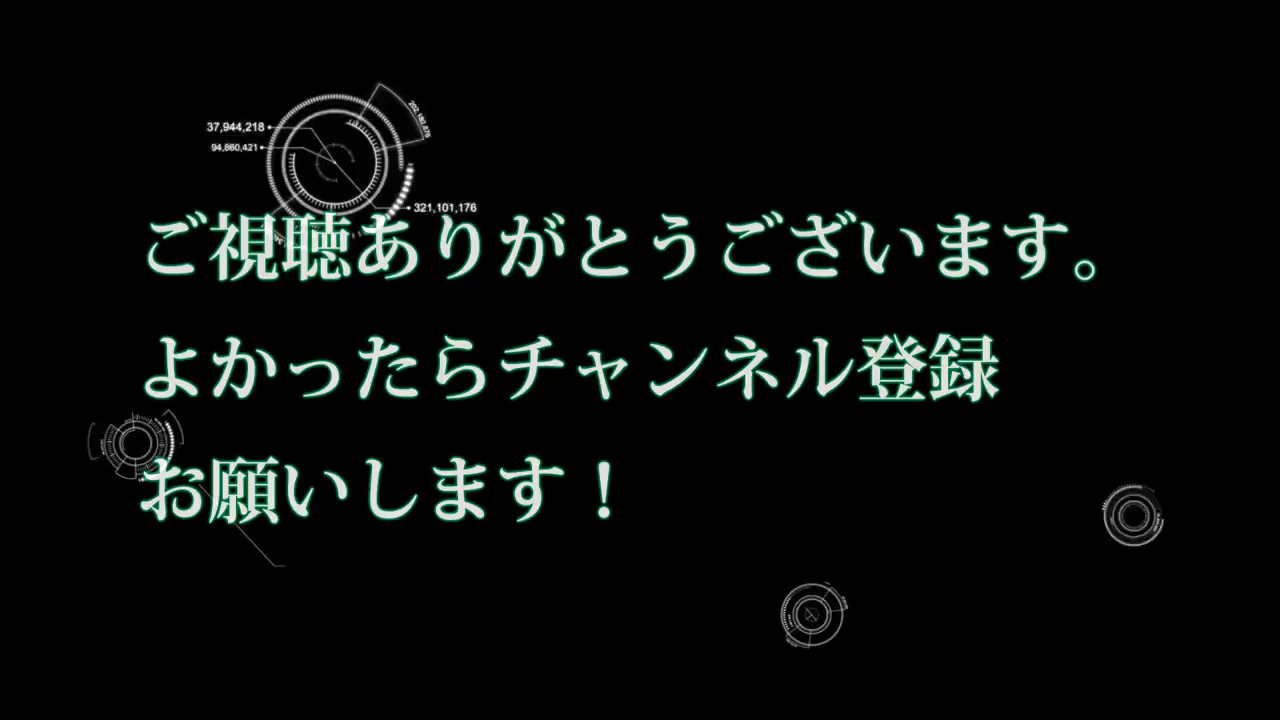 37,944,218
94,860,421
321,101,176
ご視聴ありがとうございます。
よかったらチャンネル登録
お願いします！